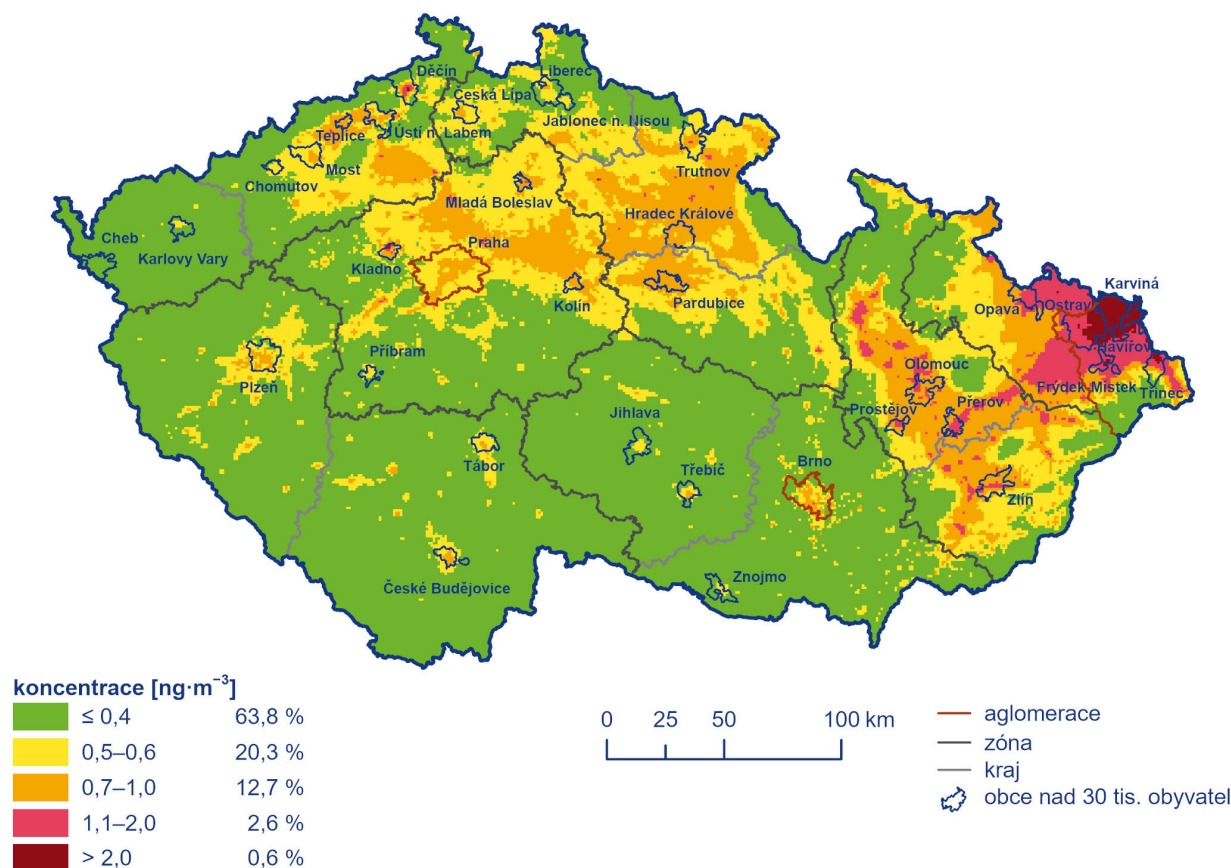 Děčín
Liberec
Česká Lípa
Jablonec n. Nisou
Teplice
Ústí n. Labem
Most
Chomutov
Trutnov
Mladá Boleslav
Hradec Králové
Cheb
Karlovy Vary
Praha
Kladno
Kolín
Pardubice
Karviná
Opava
Ostrava
Havířov
Příbram
Plzeň
Olomouc
Frýdek Místek
Třinec
Jihlava
Prostějov
Přerov
Tábor
Třebíč
Brno
Zlín
České Budějovice
Znojmo
koncentrace [ng·m⁻³]
≤ 0,4 63,8 %
0,5–0,6 20,3 %
0,7–1,0 12,7 %
1,1–2,0 2,6 %
> 2,0 0,6 %
0 25 50 100 km
aglomerace
zóna
kraj
obce nad 30 tis. obyvatel